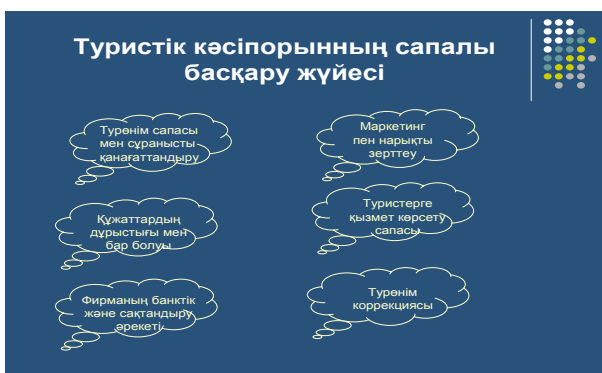 Туристік кәсіпорынның сапалы
басқару жүйесі
Турөнім сапасы
мен сұранысты
қанағаттандыру
Маркетинг
пен нарықты
зерттеу
Құжаттардың
дұрыстығы мен
бар болуы
Туристерге
қызмет көрсету
сапасы
Фирманың банктік
және сақтандыру
әрекеті
Турөнім
коррекциясы